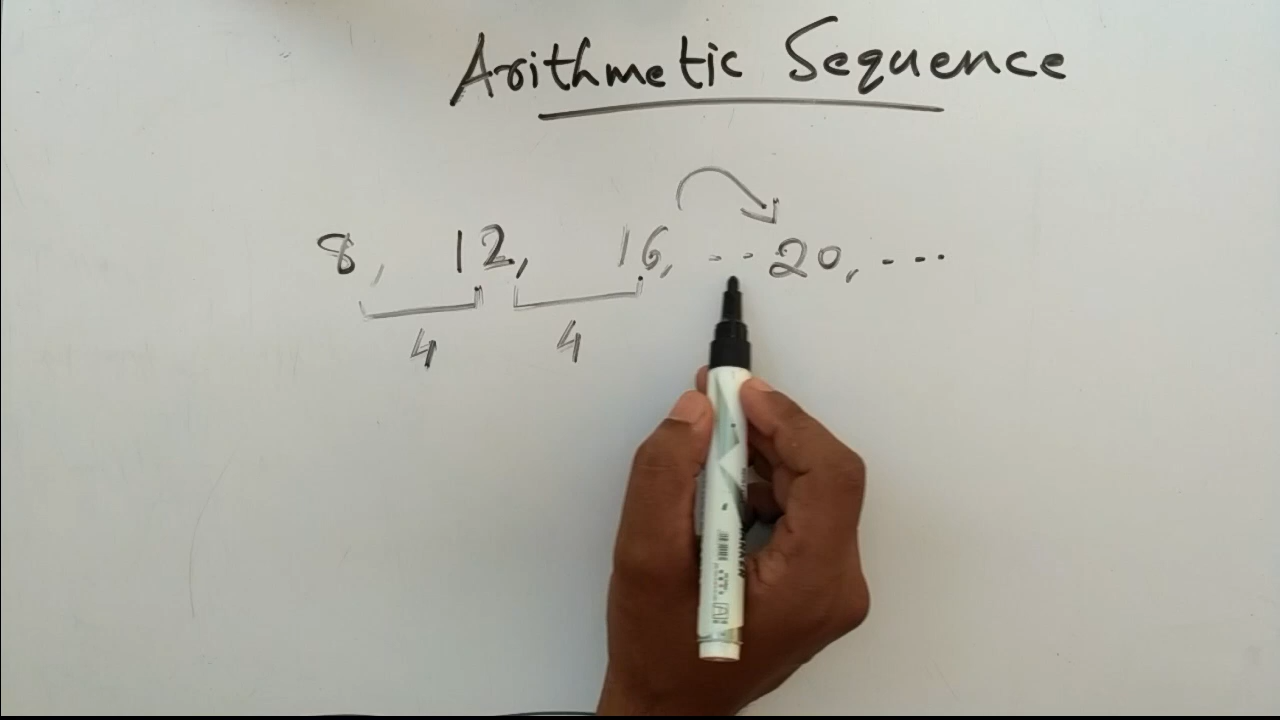 Arithmetic Sequence
8, 12, 16, -- 20, ---
4 4